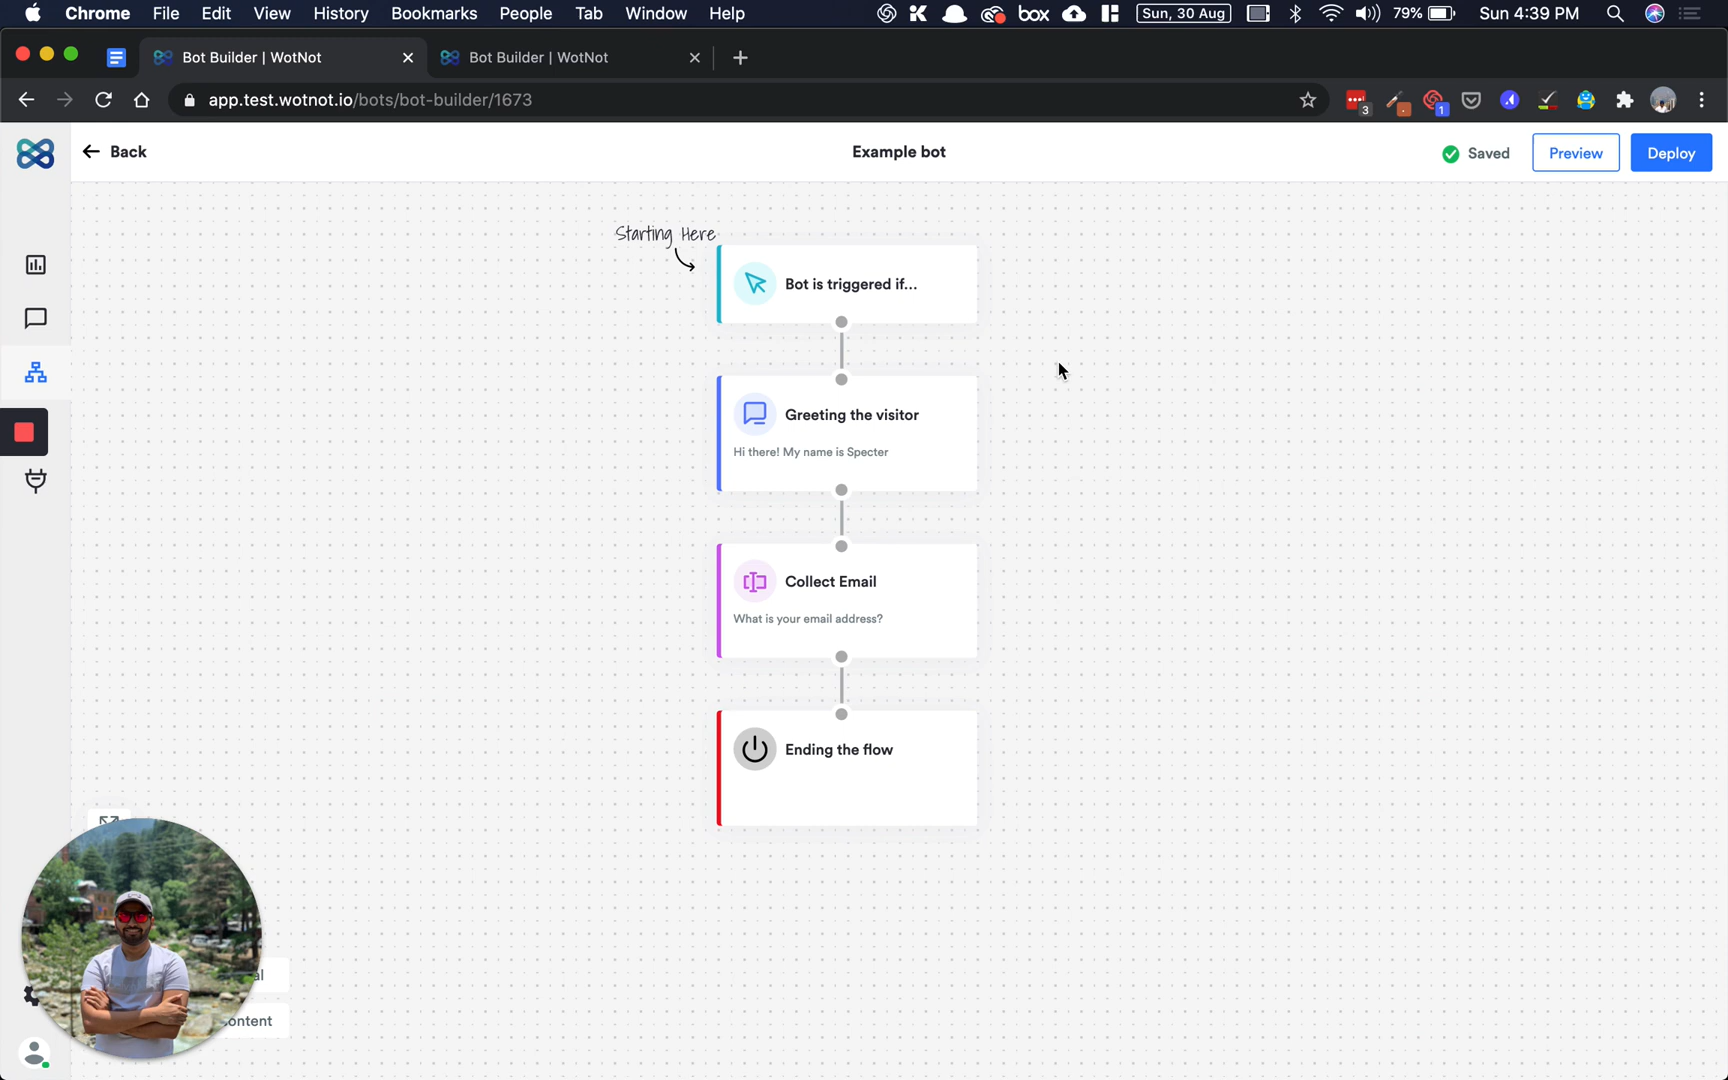 Chrome File Edit View History Bookmarks People Tab Window Help box Sun, 30 Aug 79% Sun 4:39 PM
Bot Builder | WotNot Bot Builder | WotNot
app.test.wotnot.io/bots/bot-builder/1673 3 1
Back Example bot Saved Preview Deploy
Starting Here
Bot is triggered if...
Greeting the visitor
Hi there! My name is Specter
Collect Email
What is your email address?
Ending the flow